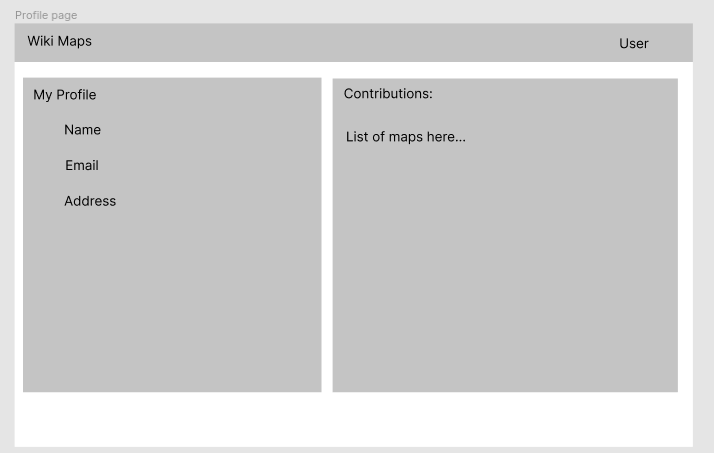 Profile page
Wiki Maps
User
My Profile
Name
Email
Address
Contributions:
List of maps here...